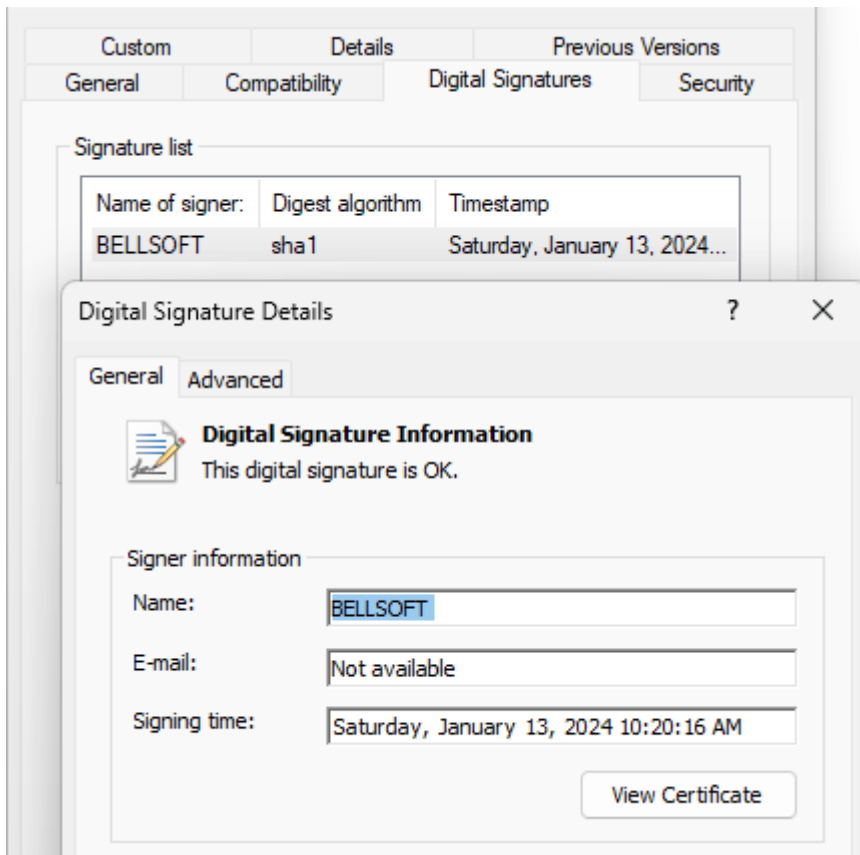 Custom Details Previous Versions
General Compatibility Digital Signatures Security
Signature list
Name of signer: Digest algorithm Timestamp
BELLSOFT sha1 Saturday, January 13, 2024...
Digital Signature Details ?
General Advanced
Digital Signature Information
This digital signature is OK.
Signer information
Name: BELLSOFT
E-mail: Not available
Signing time: Saturday, January 13, 2024 10:20:16 AM
View Certificate